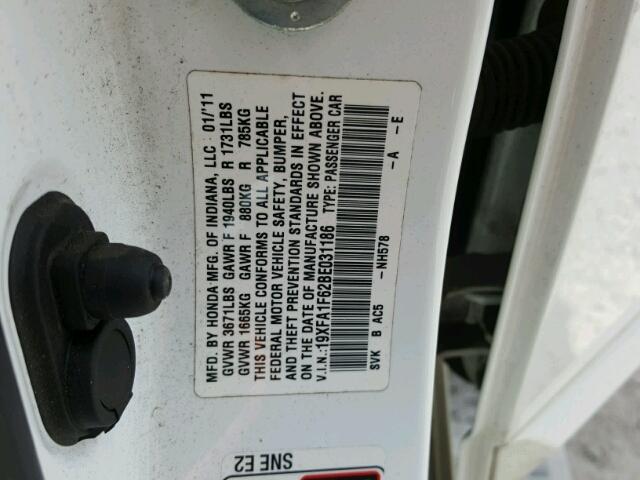 MFD. BY HONDA MFG. OF INDIANA, LLC 01/'11
GVWR 3671LBS GAWR F 1940LBS R 1731LBS
GVWR 1665KG GAWR F 880KG R 785KG
THIS VEHICLE CONFORMS TO ALL APPLICABLE
FEDERAL MOTOR VEHICLE SAFETY, BUMPER,
AND THEFT PREVENTION STANDARDS IN EFFECT
ON THE DATE OF MANUFACTURE SHOWN ABOVE.
V.I.N.:19XFA1F62BE031186 TYPE: PASSENGER CAR
SVK B AC5 -NH578 -A -E
SNE E2